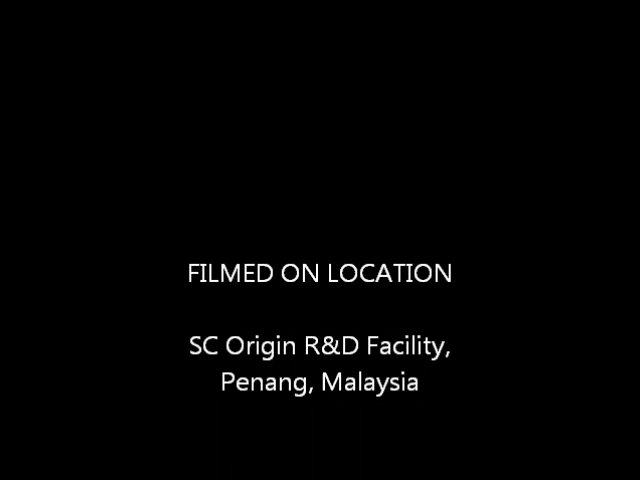 FILMED ON LOCATION
SC Origin R&D Facility,
Penang, Malaysia